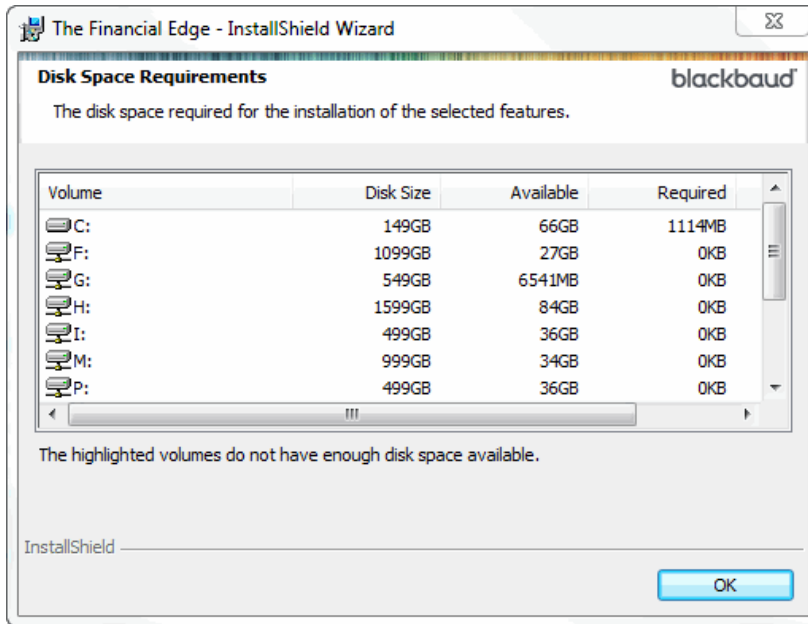 The Financial Edge - InstallShield Wizard
Disk Space Requirements
blackbaud
The disk space required for the installation of the selected features.
Volume Disk Size Available Required
C: 149GB 66GB 1114MB
F: 1099GB 27GB 0KB
G: 549GB 6541MB 0KB
H: 1599GB 84GB 0KB
I: 499GB 36GB 0KB
M: 999GB 34GB 0KB
P: 499GB 36GB 0KB
The highlighted volumes do not have enough disk space available.
InstallShield
OK